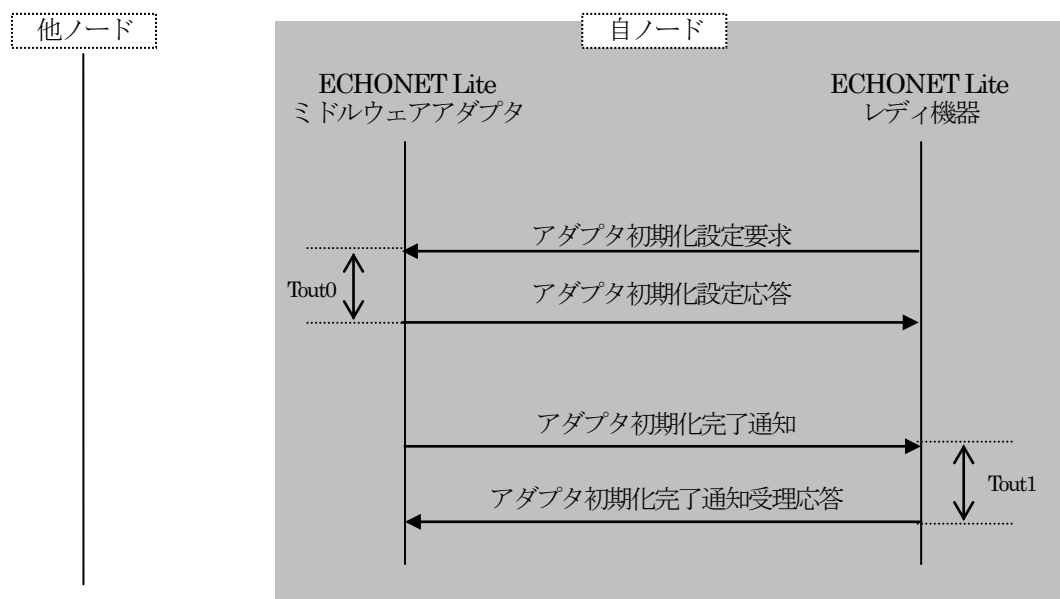 他ノード
自ノード
ECHONET Lite
ミドルウェアアダプタ
ECHONET Lite
レディ機器
アダプタ初期化設定要求
Tout0
アダプタ初期化設定応答
アダプタ初期化完了通知
Tout1
アダプタ初期化完了通知受理応答